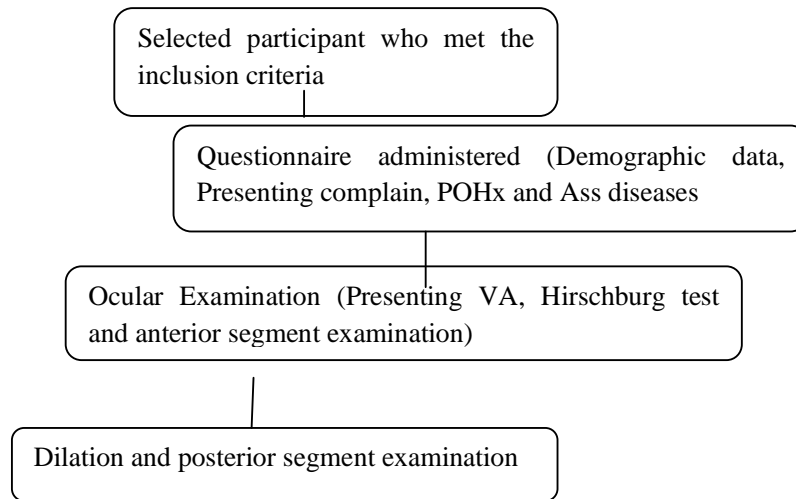 Selected participant who met the
inclusion criteria
Questionnaire administered (Demographic data,
Presenting complain, POHx and Ass diseases
Ocular Examination (Presenting VA, Hirschburg test
and anterior segment examination)
Dilation and posterior segment examination